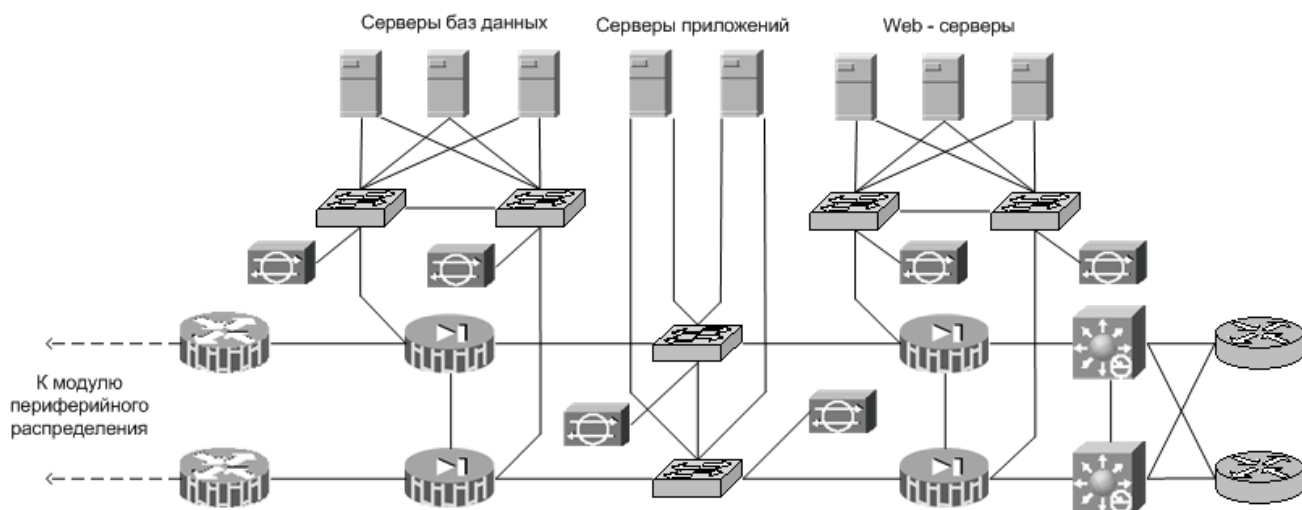 Серверы баз данных
Серверы приложений
Web - серверы
К модулю
периферийного
распределения